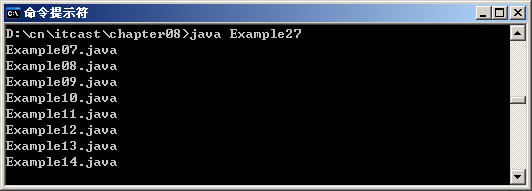 命令提示符
D:\cn\itcast\chapter08>java Example27
Example07.java
Example08.java
Example09.java
Example10.java
Example11.java
Example12.java
Example13.java
Example14.java